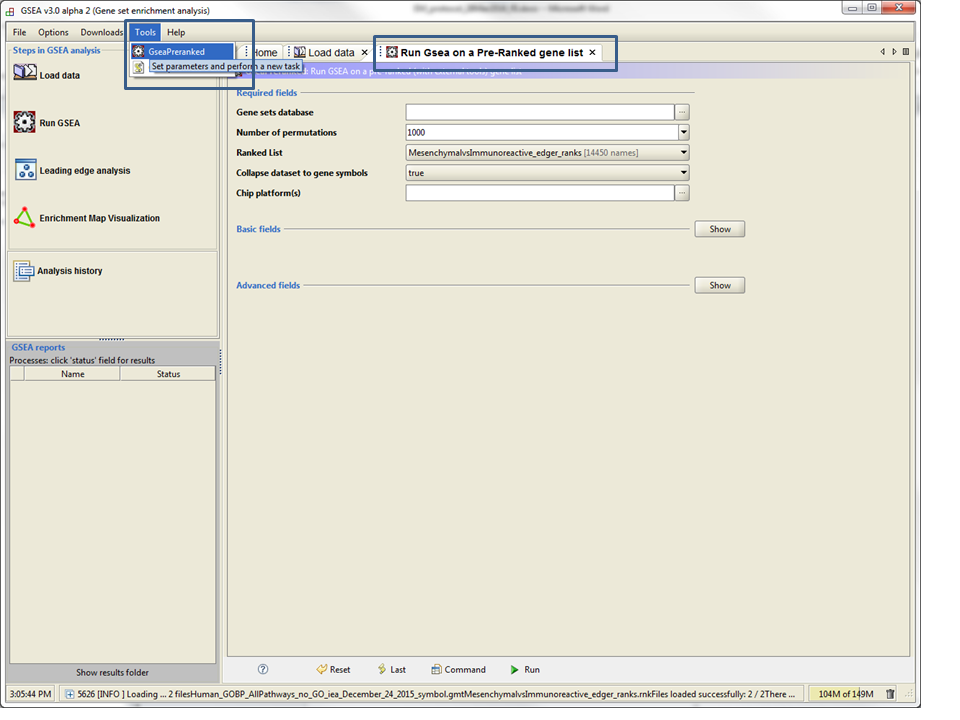 GSEA v3.0 alpha 2 (Gene set enrichment analysis)
File Options Downloads Tools Help
Steps in GSEA analysis
GseaPreranked
Set parameters and perform a new task
Home
Load data
Run Gsea on a Pre-Ranked gene list
Load data
Run GSEA
Leading edge analysis
Enrichment Map Visualization
Analysis history
: Run GSEA on a pre-ranked (with external tools) gene list
Required fields
Gene sets database
Number of permutations 1000
Ranked List MesenchymalvsImmunoreactive_edger_ranks [14450 names]
Collapse dataset to gene symbols true
Chip platform(s)
Basic fields Show
Advanced fields Show
GSEA reports
Processes: click 'status' field for results
Name Status
Show results folder
Reset Last Command Run
3:05:44 PM 5626 [INFO ] Loading ... 2 filesHuman_GOBP_AllPathways_no_GO_iea_December_24_2015_symbol.gmtMesenchymalvsImmunoreactive_edger_ranks.rnkFiles loaded successfully: 2 / 2There ... 104M of 149M